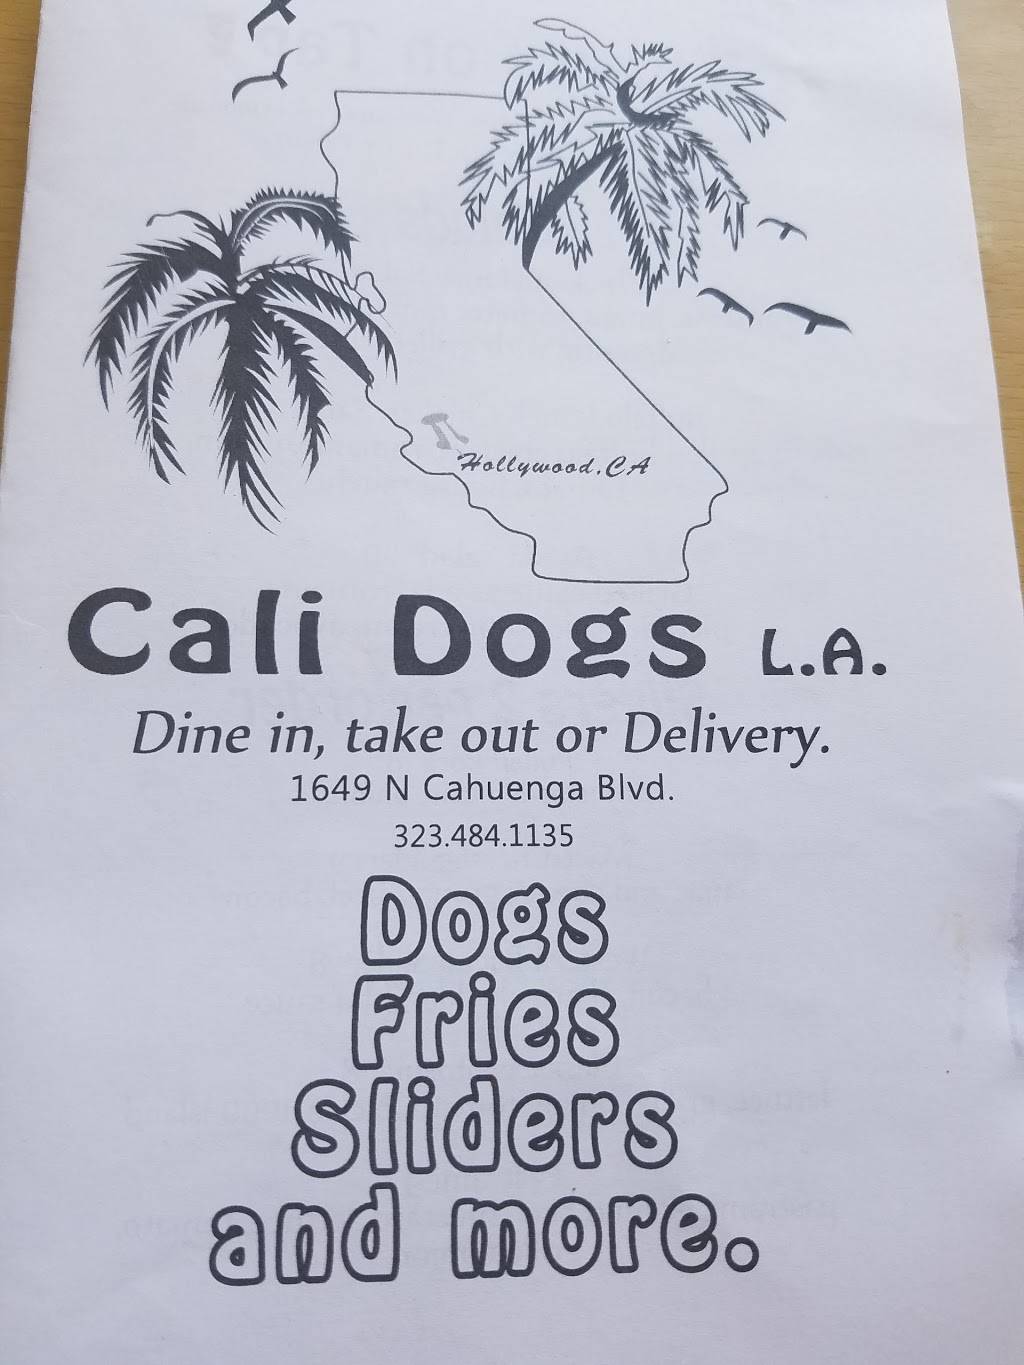 Hollywood,CA
Cali Dogs L.A.
Dine in, take out or Delivery.
1649 N Cahuenga Blvd.
323.484.1135
Dogs
Fries
Sliders
and more.